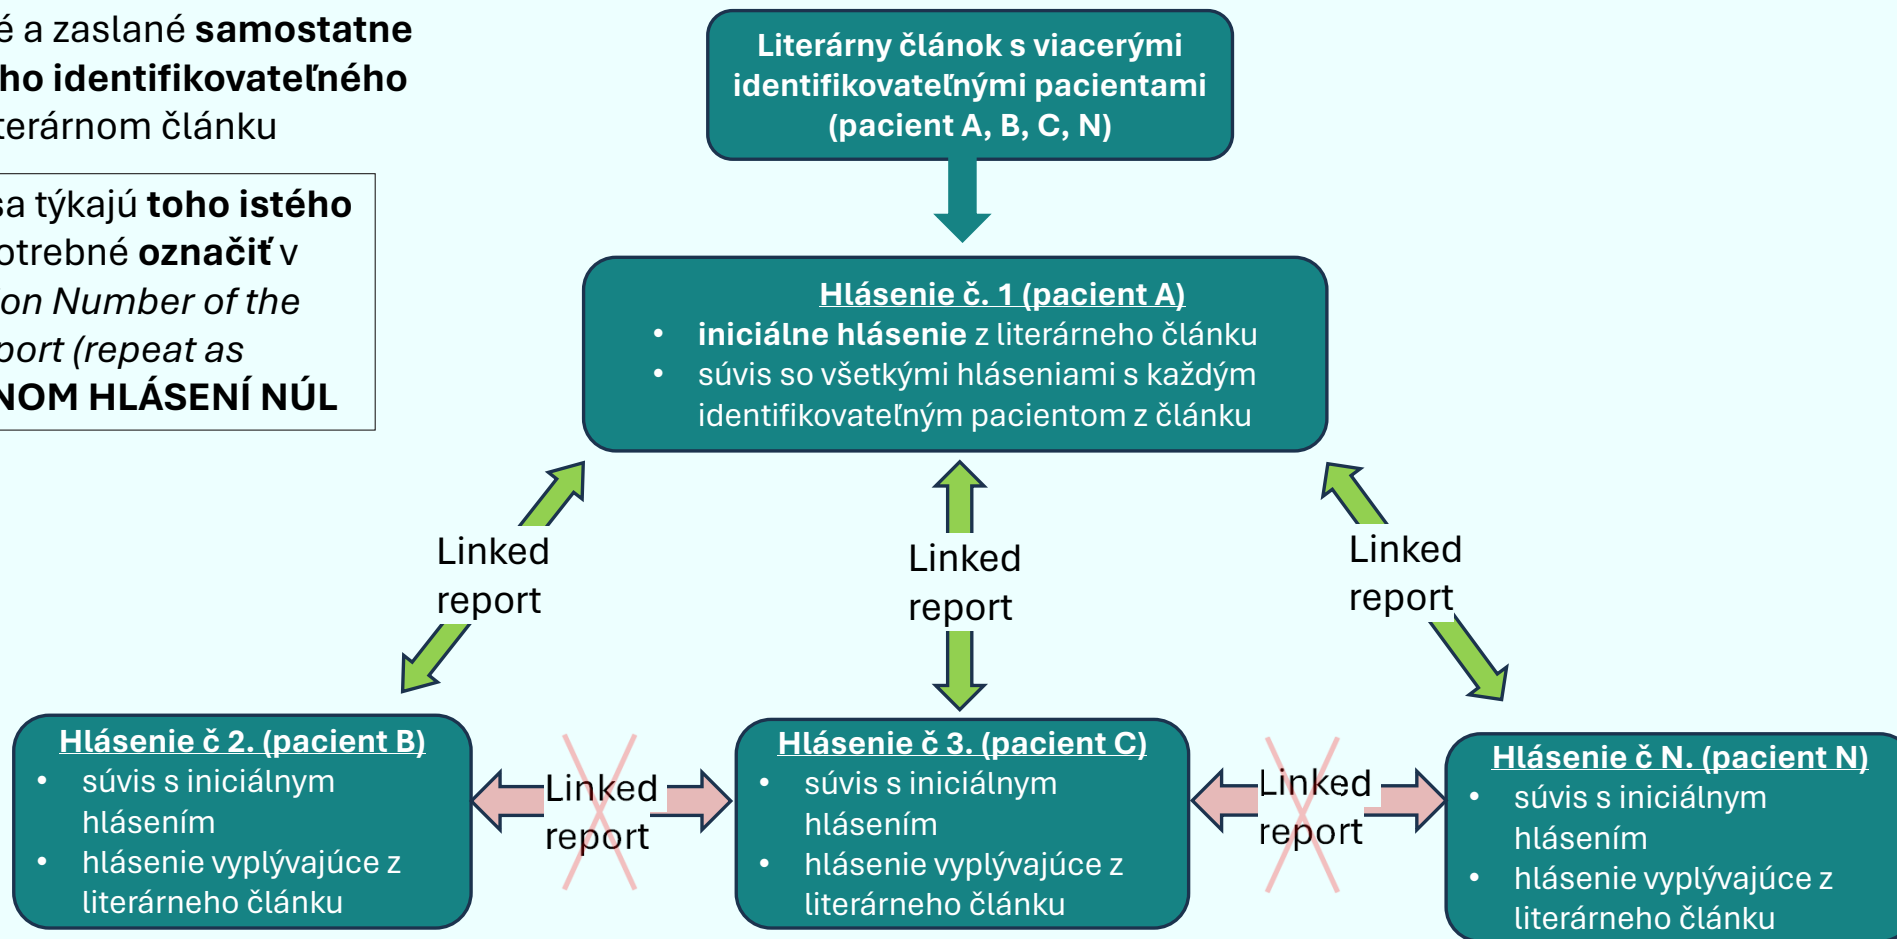 é a zaslané samostatne
ho identifikovateľného
terárnom článku
sa týkajú toho istého
otrebné označiť v
on Number of the
port (repeat as
NOM HLÁSENÍ NÚL
Literárny článok s viacerými
identifikovateľnými pacientami
(pacient A, B, C, N)
Hlásenie č. 1 (pacient A)
• iniciálne hlásenie z literárneho článku
• súvis so všetkými hláseniami s každým
identifikovateľným pacientom z článku
Linked
report
Linked
report
Linked
report
Hlásenie č 2. (pacient B)
• súvis s iniciálnym
hlásením
• hlásenie vyplývajúce z
literárneho článku
Linked
report
Hlásenie č 3. (pacient C)
• súvis s iniciálnym
hlásením
• hlásenie vyplývajúce z
literárneho článku
Linked
report
Hlásenie č N. (pacient N)
• súvis s iniciálnym
hlásením
• hlásenie vyplývajúce z
literárneho článku